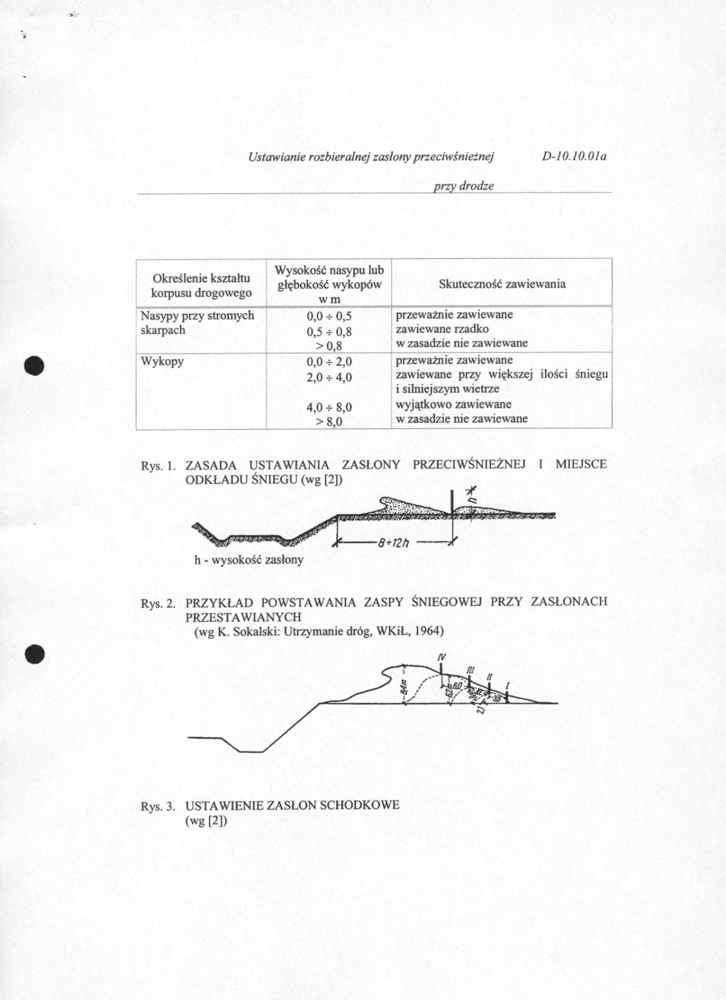 Ustawianie rozbieralnej zasłony przeciwśnieżnej D-10.10.01a
przy drodze
Określenie kształtu
korpusu drogowego
Wysokość nasypu lub
głębokość wykopów
w m
Skuteczność zawiewania
Nasypy przy stromych
skarpach
0,0 ÷ 0,5 przeważnie zawiewane
0,5 ÷ 0,8 zawiewane rzadko
> 0,8 w zasadzie nie zawiewane
Wykopy 0,0 ÷ 2,0 przeważnie zawiewane
2,0 ÷ 4,0 zawiewane przy większej ilości śniegu
i silniejszym wietrze
4,0 ÷ 8,0 wyjątkowo zawiewane
> 8,0 w zasadzie nie zawiewane
Rys. 1. ZASADA USTAWIANIA ZASŁONY PRZECIWŚNIEŻNEJ I MIEJSCE
ODKŁADU ŚNIEGU (wg [2])
h
8÷12h
h - wysokość zasłony
Rys. 2. PRZYKŁAD POWSTAWANIA ZASPY ŚNIEGOWEJ PRZY ZASŁONACH
PRZESTAWIANYCH
(wg K. Sokalski: Utrzymanie dróg, WKiŁ, 1964)
IV
III
II
I
8,4m
6,2m
6,0
3,6
2,1
Rys. 3. USTAWIENIE ZASŁON SCHODKOWE
(wg [2])